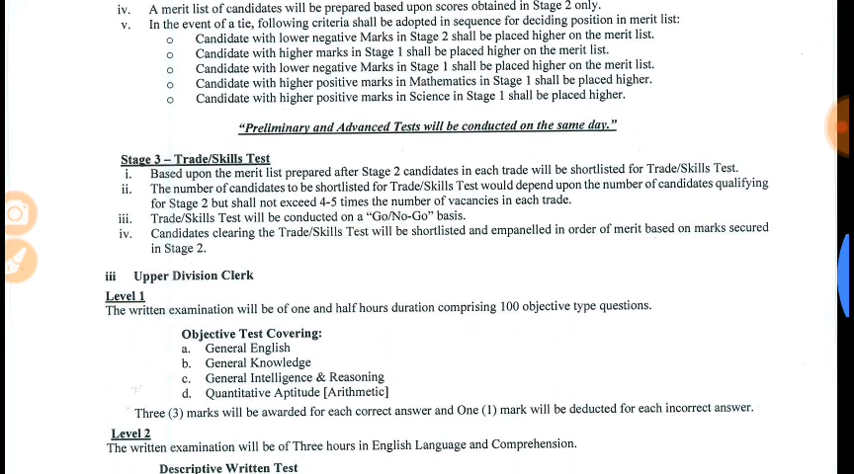 iv. A merit list of candidates will be prepared based upon scores obtained in Stage 2 only.
v. In the event of a tie, following criteria shall be adopted in sequence for deciding position in merit list:
o Candidate with lower negative Marks in Stage 2 shall be placed higher on the merit list.
o Candidate with higher marks in Stage 1 shall be placed higher on the merit list.
o Candidate with lower negative Marks in Stage 1 shall be placed higher on the merit list.
o Candidate with higher positive marks in Mathematics in Stage 1 shall be placed higher.
o Candidate with higher positive marks in Science in Stage 1 shall be placed higher.
“Preliminary and Advanced Tests will be conducted on the same day.”
Stage 3 – Trade/Skills Test
i. Based upon the merit list prepared after Stage 2 candidates in each trade will be shortlisted for Trade/Skills Test.
ii. The number of candidates to be shortlisted for Trade/Skills Test would depend upon the number of candidates qualifying
for Stage 2 but shall not exceed 4-5 times the number of vacancies in each trade.
iii. Trade/Skills Test will be conducted on a “Go/No-Go” basis.
iv. Candidates clearing the Trade/Skills Test will be shortlisted and empanelled in order of merit based on marks secured
in Stage 2.
iii Upper Division Clerk
Level 1
The written examination will be of one and half hours duration comprising 100 objective type questions.
Objective Test Covering:
a. General English
b. General Knowledge
c. General Intelligence & Reasoning
d. Quantitative Aptitude [Arithmetic]
Three (3) marks will be awarded for each correct answer and One (1) mark will be deducted for each incorrect answer.
Level 2
The written examination will be of Three hours in English Language and Comprehension.
Descriptive Written Test